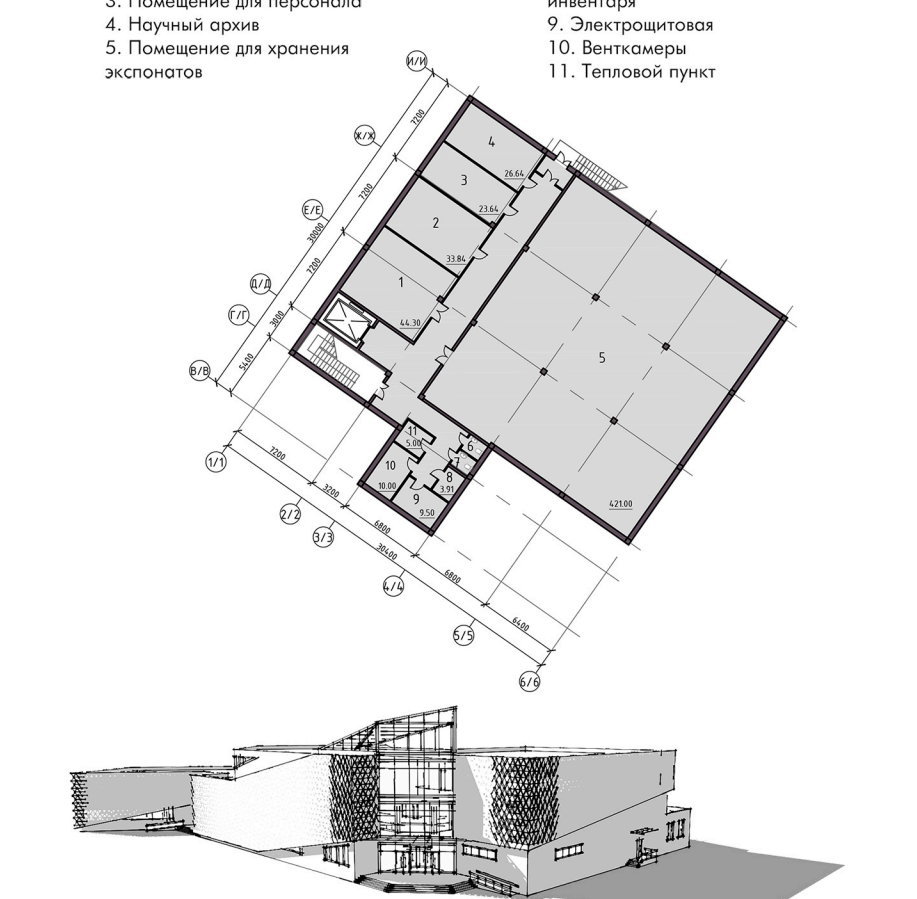 3. Помещение для персонала
4. Научный архив
5. Помещение для хранения
экспонатов
инвентаря
9. Электрощитовая
10. Венткамеры
11. Тепловой пункт
И/И
7200
Ж/Ж
7200
Е/Е
30000
7200
Д/Д
3000
Г/Г
5400
В/В
4
26.64
3
23.64
2
33.84
1
44.30
5
421.00
11
5.00
6
7
10
10.00
8
3.91
9
9.50
1/1
7200
2/2
3200
3/3
6800
30400
4/4
6800
5/5
6400
6/6